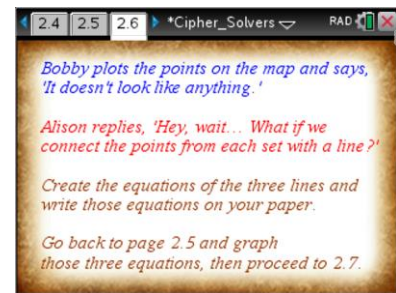 2.4 2.5 2.6 *Cipher_Solvers RAD
Bobby plots the points on the map and says,
'It doesn't look like anything.'
Alison replies, 'Hey, wait... What if we
connect the points from each set with a line?'
Create the equations of the three lines and
write those equations on your paper.
Go back to page 2.5 and graph
those three equations, then proceed to 2.7.